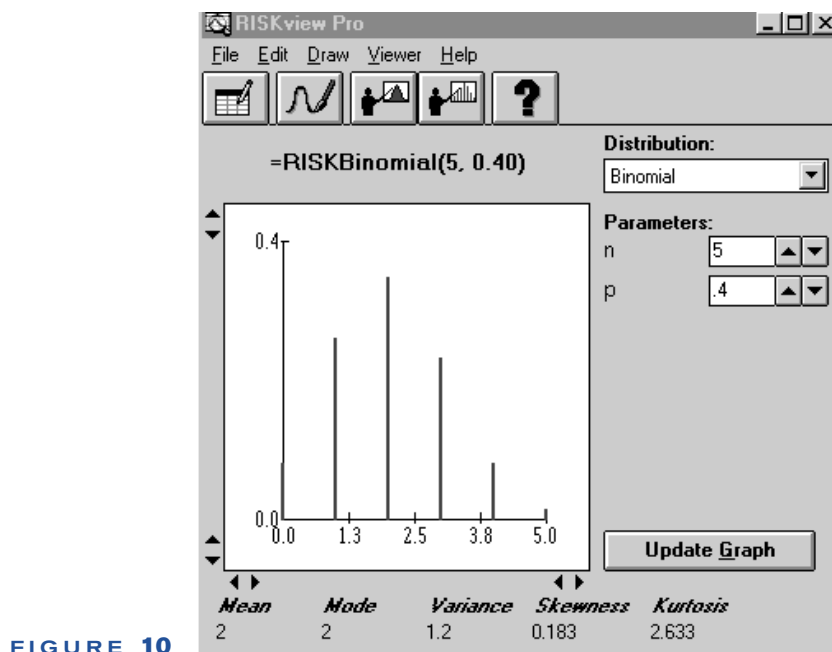 RISKview Pro
File Edit Draw Viewer Help
=RISKBinomial(5, 0.40)
Distribution:
Binomial
Parameters:
n 5
p .4
0.4
0.0
0.0 1.3 2.5 3.8 5.0
Update Graph
Mean Mode Variance Skewness Kurtosis
2 2 1.2 0.183 2.633
FIGURE 10